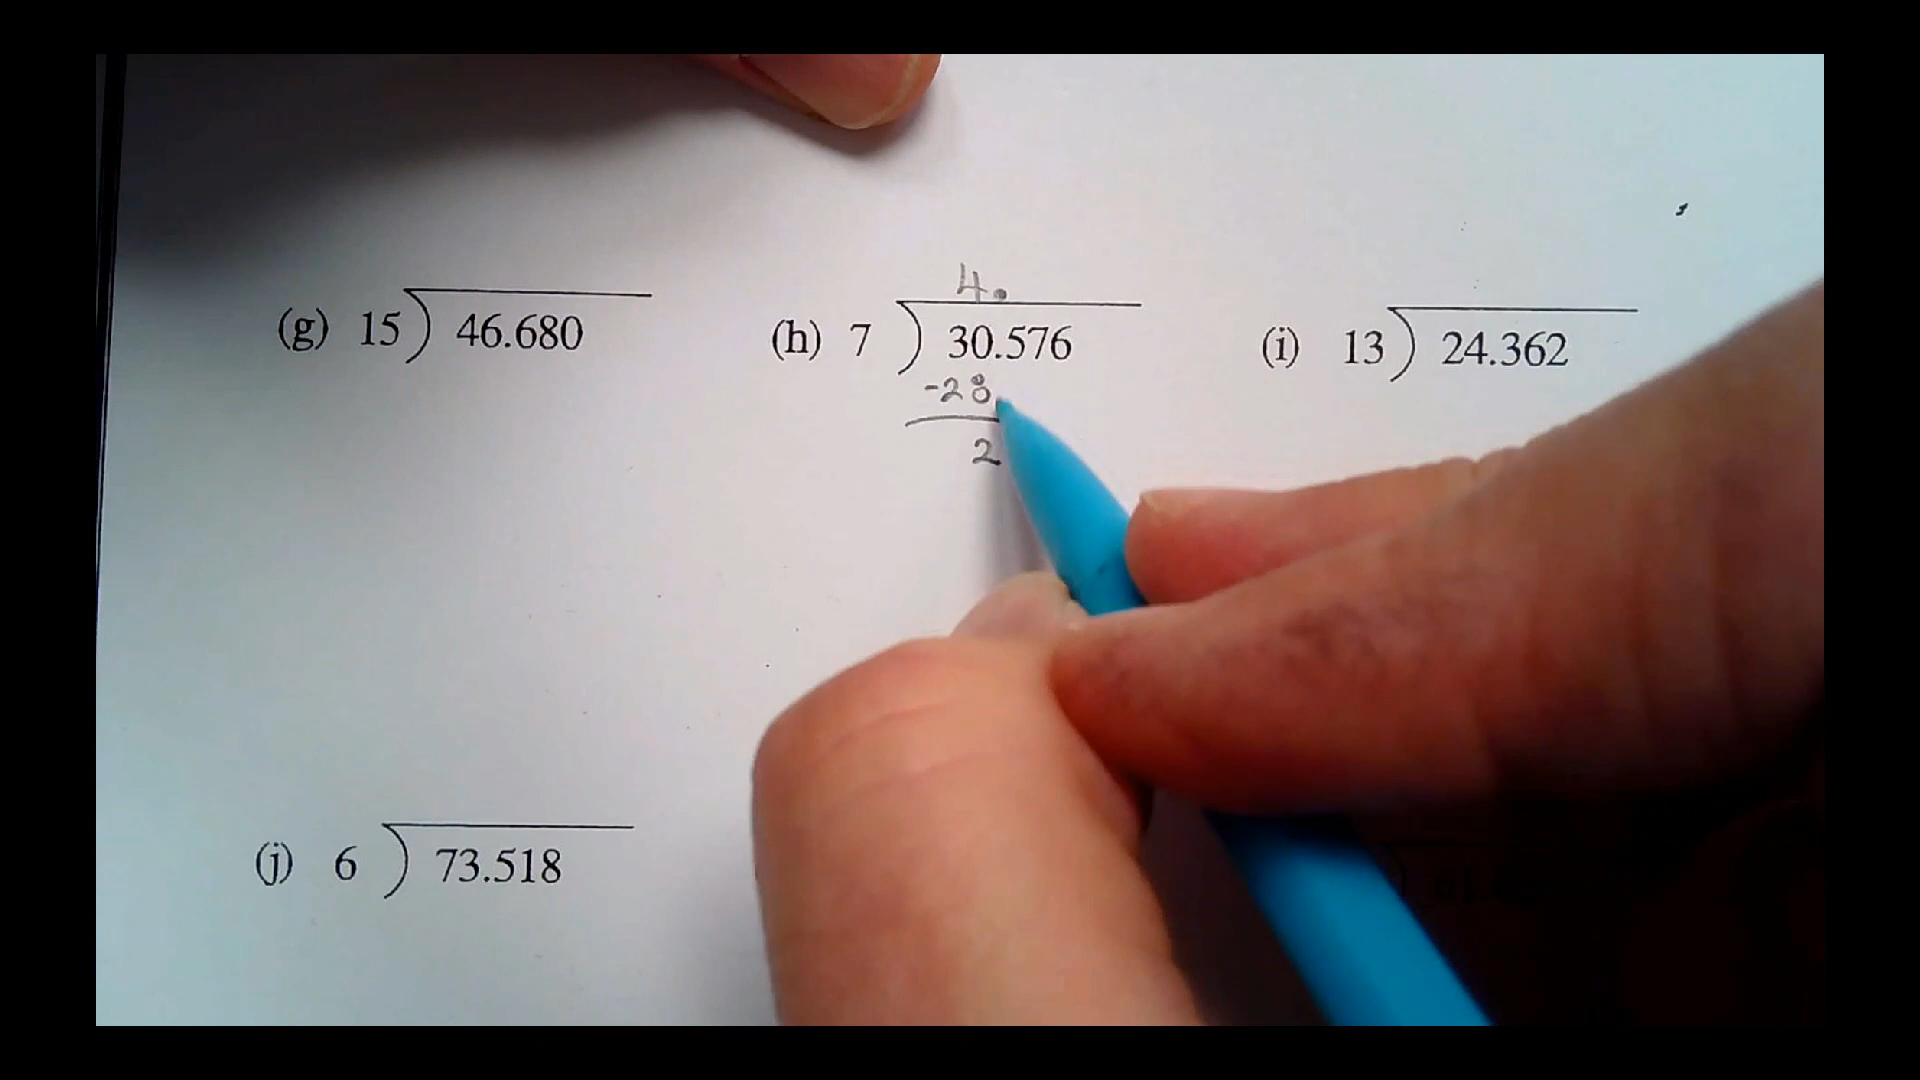 4.
(g) 15 ) 46.680 (h) 7 ) 30.576 (i) 13 ) 24.362
-28
2
(j) 6 ) 73.518